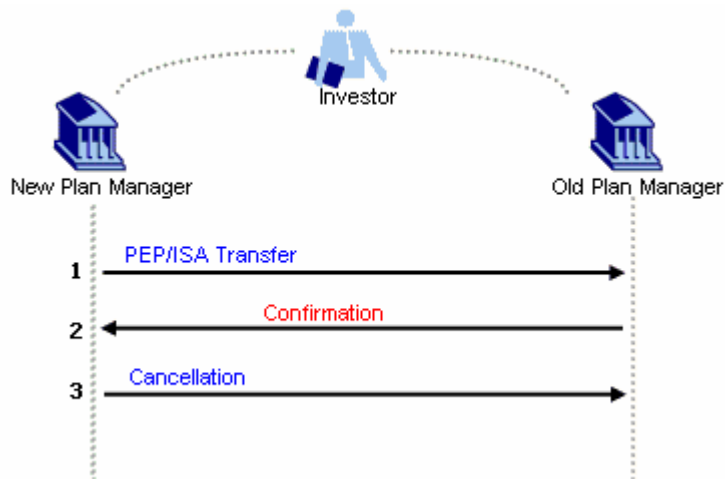 Investor
New Plan Manager
Old Plan Manager
1 PEP/ISA Transfer
2 Confirmation
3 Cancellation